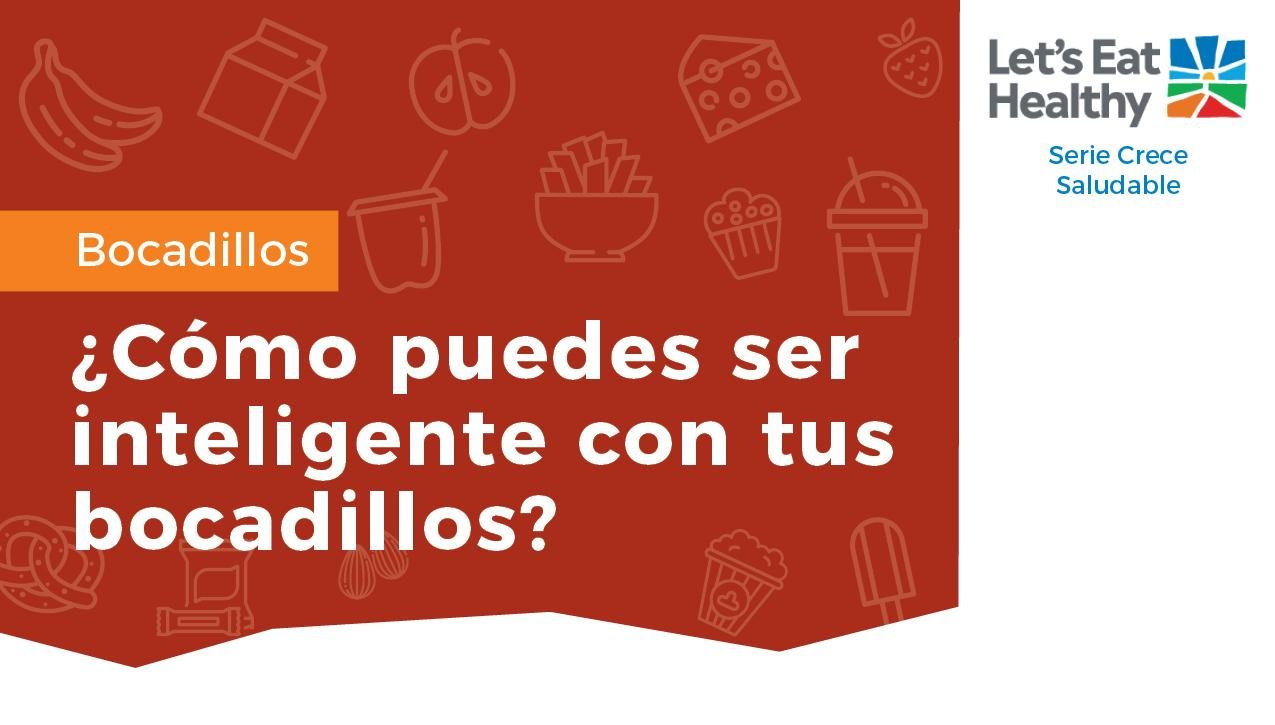 Let's Eat
Healthy
Serie Crece
Saludable
Bocadillos
¿Cómo puedes ser
inteligente con tus
bocadillos?